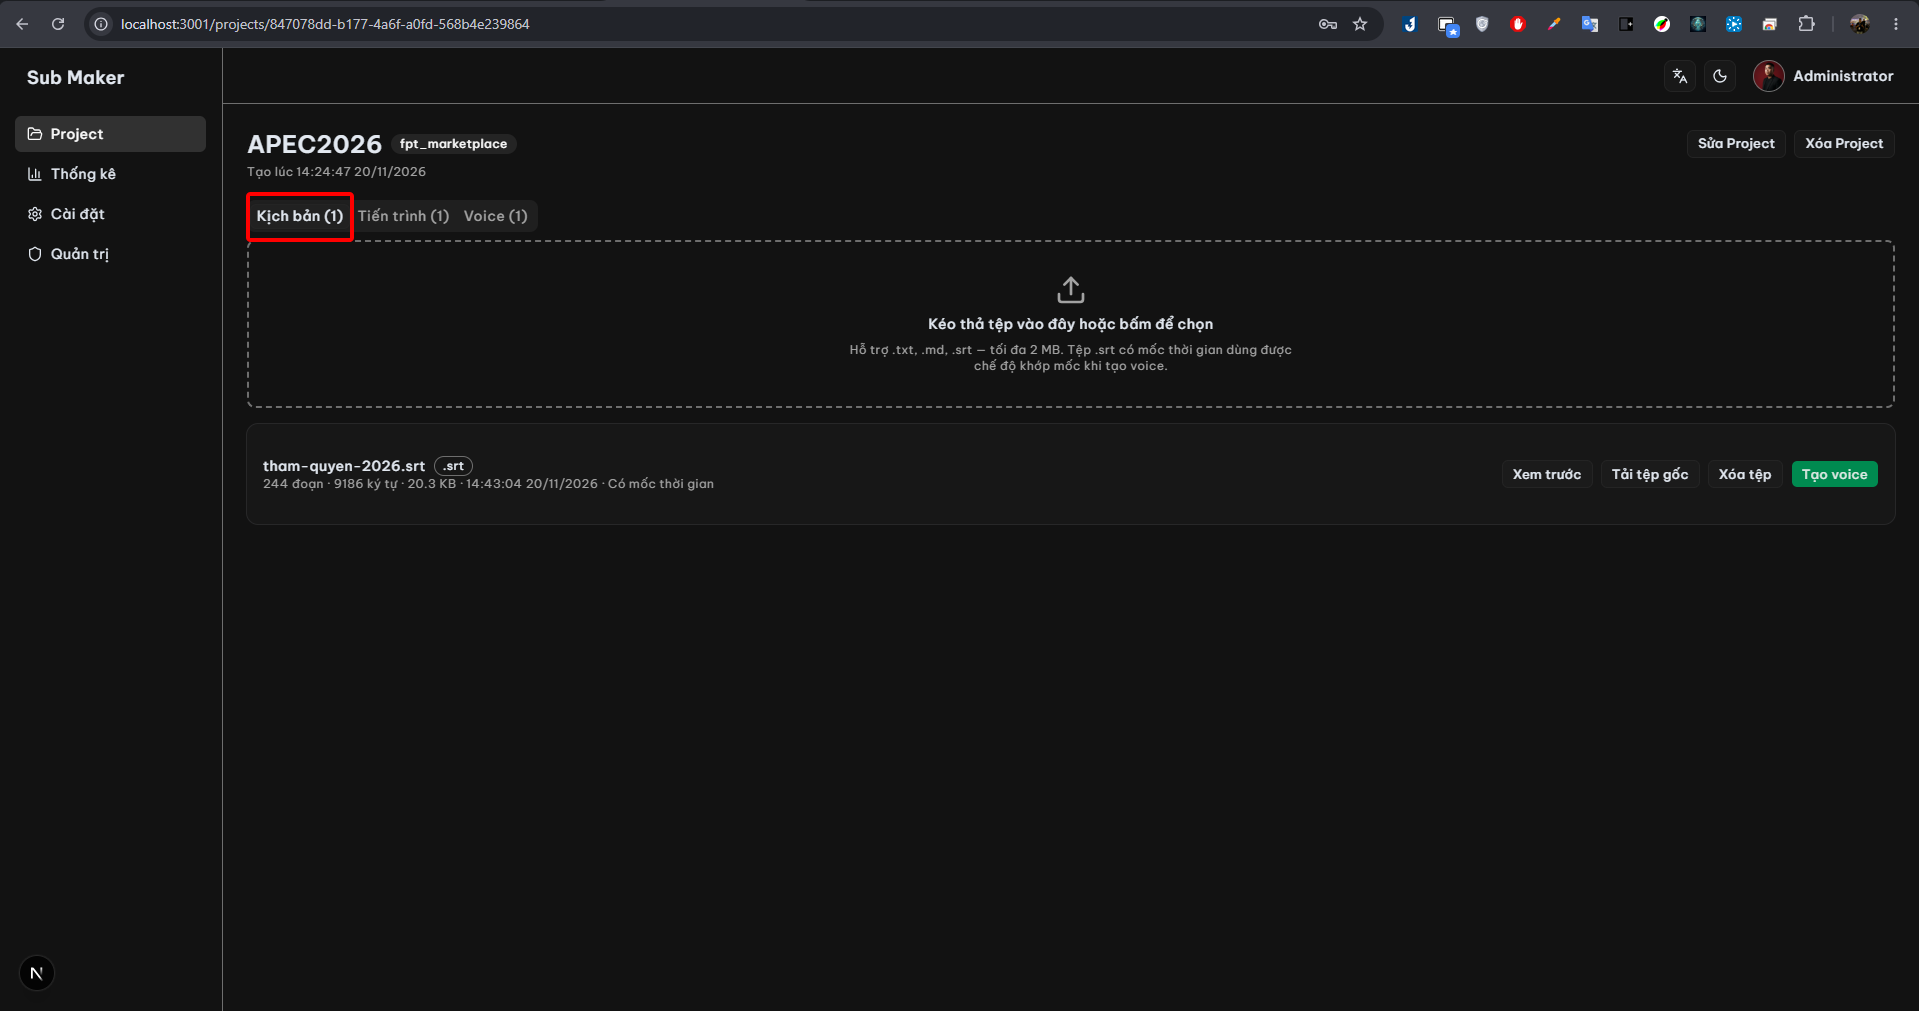 localhost:3001/projects/847078dd-b177-4a6f-a0fd-568b4e239864
Sub Maker
Administrator
Project
Thống kê
Cài đặt
Quản trị
APEC2026 fpt_marketplace
Sửa Project Xóa Project
Tạo lúc 14:24:47 20/11/2026
Kịch bản (1) Tiến trình (1) Voice (1)
Kéo thả tệp vào đây hoặc bấm để chọn
Hỗ trợ .txt, .md, .srt — tối đa 2 MB. Tệp .srt có mốc thời gian dùng được
chế độ khớp mốc khi tạo voice.
tham-quyen-2026.srt .srt
244 đoạn · 9186 ký tự · 20.3 KB · 14:43:04 20/11/2026 · Có mốc thời gian
Xem trước Tải tệp gốc Xóa tệp Tạo voice
N